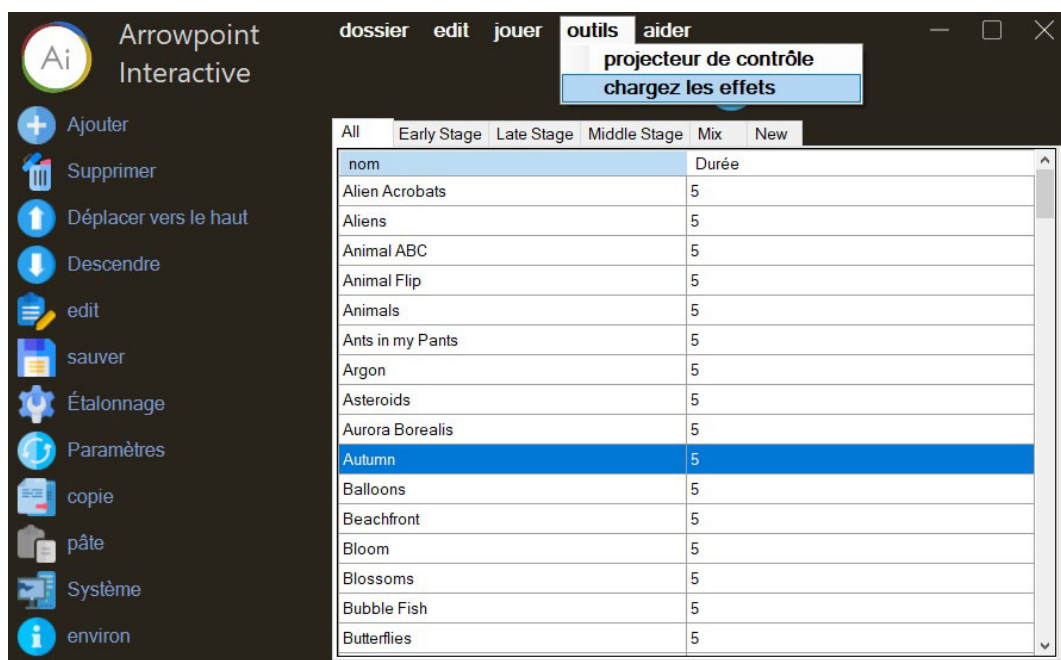 Ai
Arrowpoint
Interactive
dossier edit jouer outils aider
projecteur de contrôle
chargez les effets
Ajouter
Supprimer
Déplacer vers le haut
Descendre
edit
sauver
Étalonnage
Paramètres
copie
pâte
Système
environ
All Early Stage Late Stage Middle Stage Mix New
nom Durée
Alien Acrobats 5
Aliens 5
Animal ABC 5
Animal Flip 5
Animals 5
Ants in my Pants 5
Argon 5
Asteroids 5
Aurora Borealis 5
Autumn 5
Balloons 5
Beachfront 5
Bloom 5
Blossoms 5
Bubble Fish 5
Butterflies 5